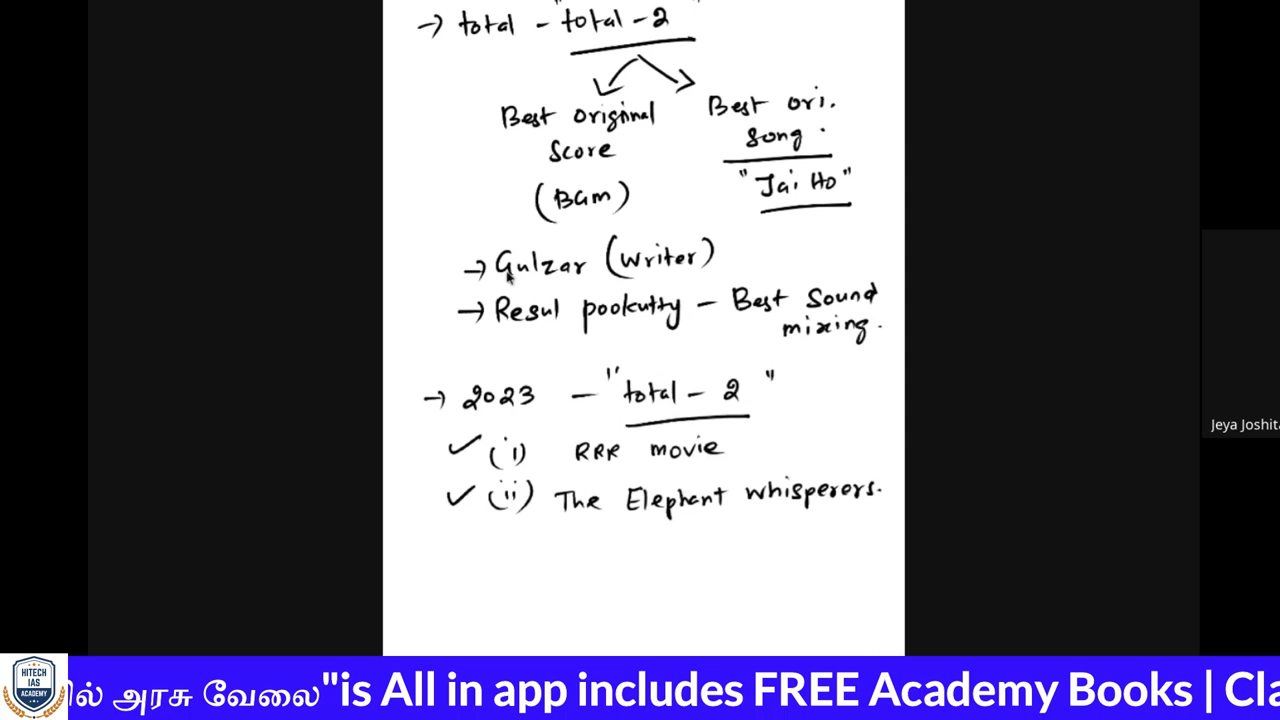 → total - "total - 2 "
Best Original Score
(BGM)
Best ori. Song.
"Jai Ho"
→ Gulzar (writer)
→ Resul pookutty - Best Sound mixing.
→ 2023 - "total - 2 "
✓ (i) RRR movie
✓ (ii) The Elephant whisperers.
Jeya Joshit
HITECH IAS ACADEMY
ில் அரசு வேலை"is All in app includes FREE Academy Books | Cla